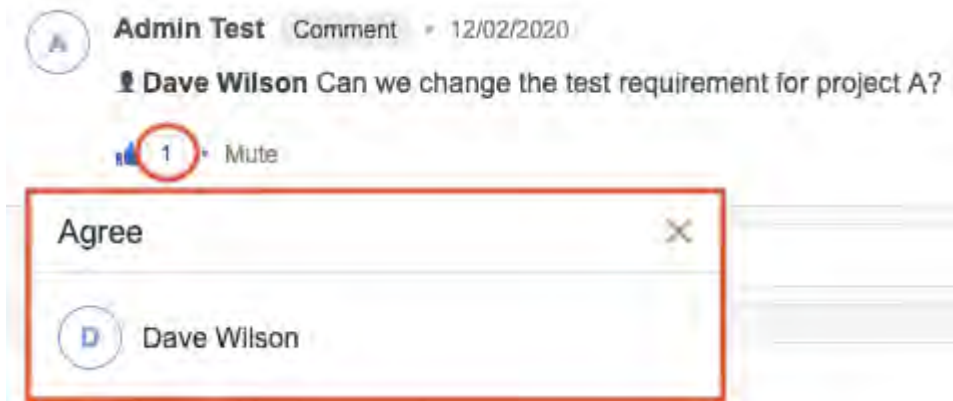 A
Admin Test Comment • 12/02/2020
Dave Wilson Can we change the test requirement for project A?
1 • Mute
Agree
D Dave Wilson